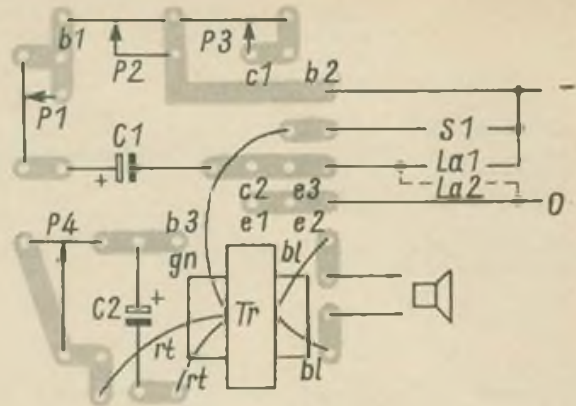 b1
P2
P3
c1
b2
–
P1
C1
+
S1
La1
La2
c2 e3
e1 e2
0
P4
b3
gn
bl
C2
+
Tr
rt
/rt
bl